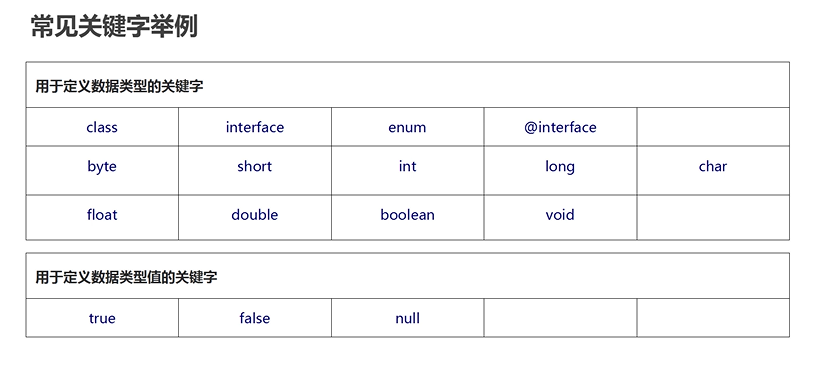 常见关键字举例
用于定义数据类型的关键字
class interface enum @interface
byte short int long char
float double boolean void
用于定义数据类型值的关键字
true false null